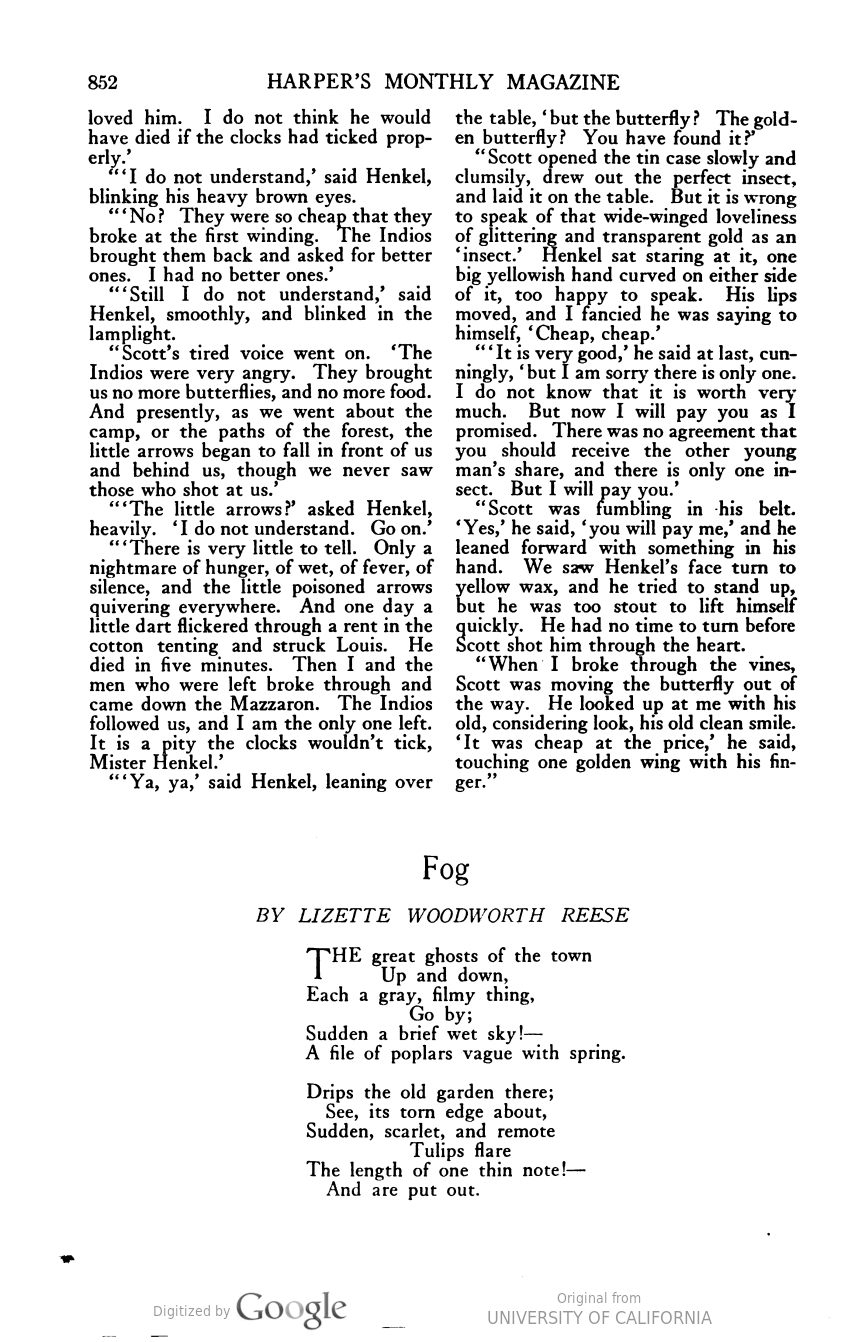 852 HARPER'S MONTHLY MAGAZINE
loved him. I do not think he would
have died if the clocks had ticked prop-
erly.'
"'I do not understand,' said Henkel,
blinking his heavy brown eyes.
"'No? They were so cheap that they
broke at the first winding. The Indios
brought them back and asked for better
ones. I had no better ones.'
"'Still I do not understand,' said
Henkel, smoothly, and blinked in the
lamplight.
"Scott's tired voice went on. 'The
Indios were very angry. They brought
us no more butterflies, and no more food.
And presently, as we went about the
camp, or the paths of the forest, the
little arrows began to fall in front of us
and behind us, though we never saw
those who shot at us.'
"'The little arrows?' asked Henkel,
heavily. 'I do not understand. Go on.'
"'There is very little to tell. Only a
nightmare of hunger, of wet, of fever, of
silence, and the little poisoned arrows
quivering everywhere. And one day a
little dart flickered through a rent in the
cotton tenting and struck Louis. He
died in five minutes. Then I and the
men who were left broke through and
came down the Mazzaron. The Indios
followed us, and I am the only one left.
It is a pity the clocks wouldn't tick,
Mister Henkel.'
"'Ya, ya,' said Henkel, leaning over
the table, 'but the butterfly? The gold-
en butterfly? You have found it?'
"Scott opened the tin case slowly and
clumsily, drew out the perfect insect,
and laid it on the table. But it is wrong
to speak of that wide-winged loveliness
of glittering and transparent gold as an
'insect.' Henkel sat staring at it, one
big yellowish hand curved on either side
of it, too happy to speak. His lips
moved, and I fancied he was saying to
himself, 'Cheap, cheap.'
"'It is very good,' he said at last, cun-
ningly, 'but I am sorry there is only one.
I do not know that it is worth very
much. But now I will pay you as I
promised. There was no agreement that
you should receive the other young
man's share, and there is only one in-
sect. But I will pay you.'
"Scott was fumbling in his belt.
'Yes,' he said, 'you will pay me,' and he
leaned forward with something in his
hand. We saw Henkel's face turn to
yellow wax, and he tried to stand up,
but he was too stout to lift himself
quickly. He had no time to turn before
Scott shot him through the heart.
"When I broke through the vines,
Scott was moving the butterfly out of
the way. He looked up at me with his
old, considering look, his old clean smile.
'It was cheap at the price,' he said,
touching one golden wing with his fin-
ger."
Fog
BY LIZETTE WOODWORTH REESE
THE great ghosts of the town
Up and down,
Each a gray, filmy thing,
Go by;
Sudden a brief wet sky!—
A file of poplars vague with spring.
Drips the old garden there;
See, its torn edge about,
Sudden, scarlet, and remote
Tulips flare
The length of one thin note!—
And are put out.
Digitized by Google
Original from
UNIVERSITY OF CALIFORNIA